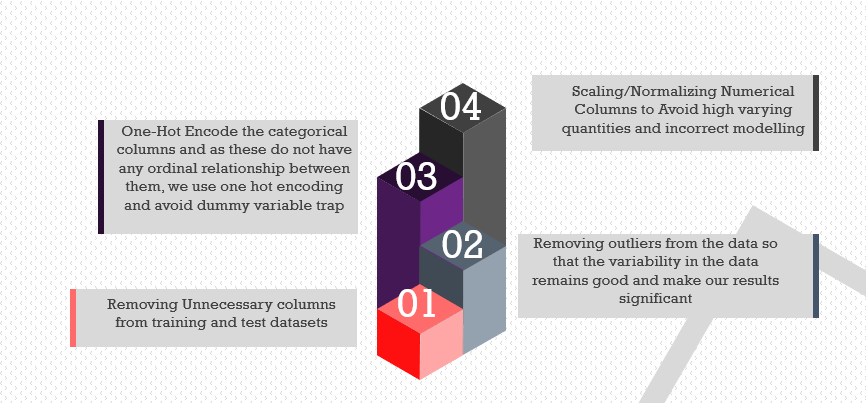 04
Scaling/Normalizing Numerical
Columns to Avoid high varying
quantities and incorrect modelling
One-Hot Encode the categorical
columns and as these do not have
any ordinal relationship between
them, we use one hot encoding
and avoid dummy variable trap
03
02
Removing outliers from the data so
that the variability in the data
remains good and make our results
significant
01
Removing Unnecessary columns
from training and test datasets